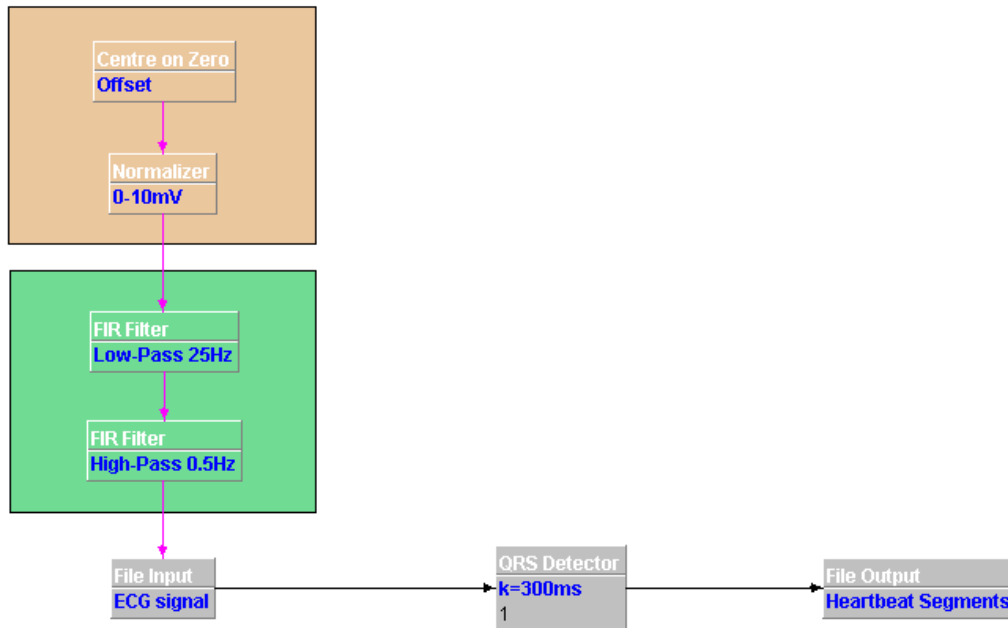 Centre on Zero
Offset
Normalizer
0-10mV
FIR Filter
Low-Pass 25Hz
FIR Filter
High-Pass 0.5Hz
File Input
ECG signal
QRS Detector
k=300ms
1
File Output
Heartbeat Segments